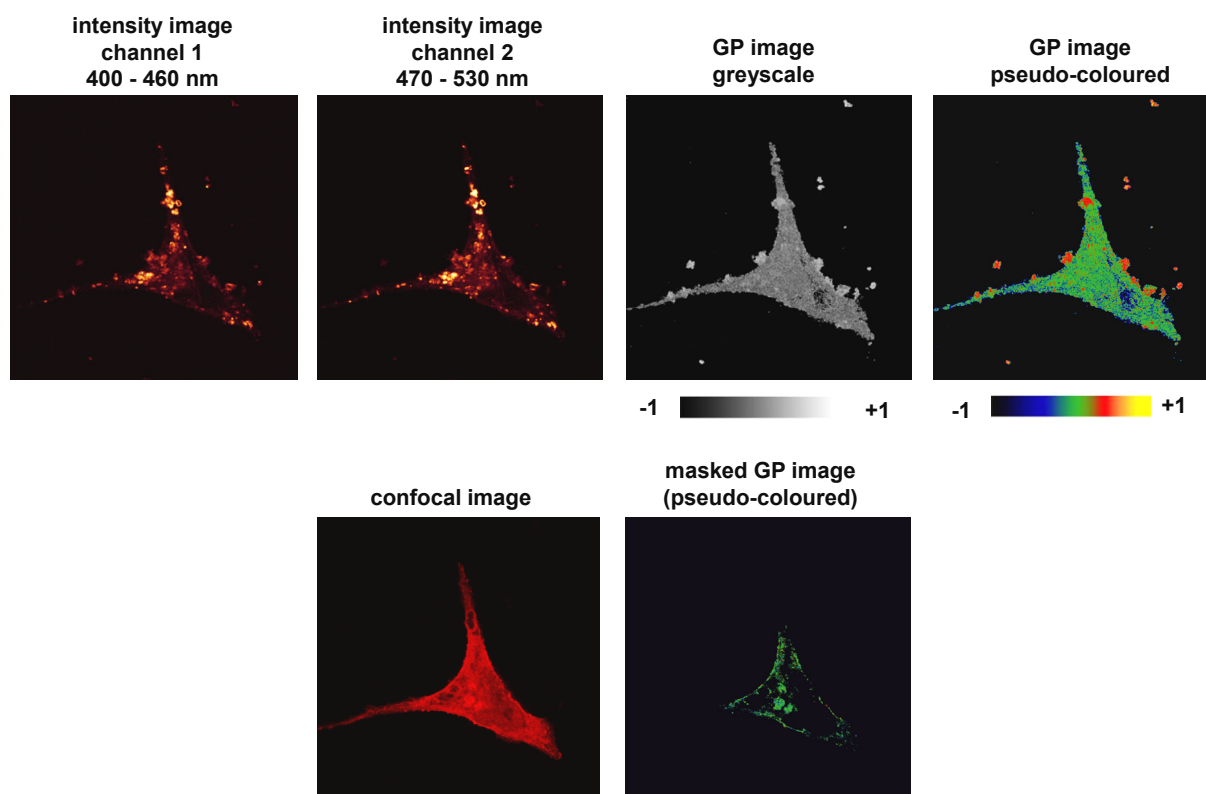 intensity image
channel 1
400 - 460 nm
intensity image
channel 2
470 - 530 nm
GP image
greyscale
GP image
pseudo-coloured
-1
+1
-1
+1
confocal image
masked GP image
(pseudo-coloured)